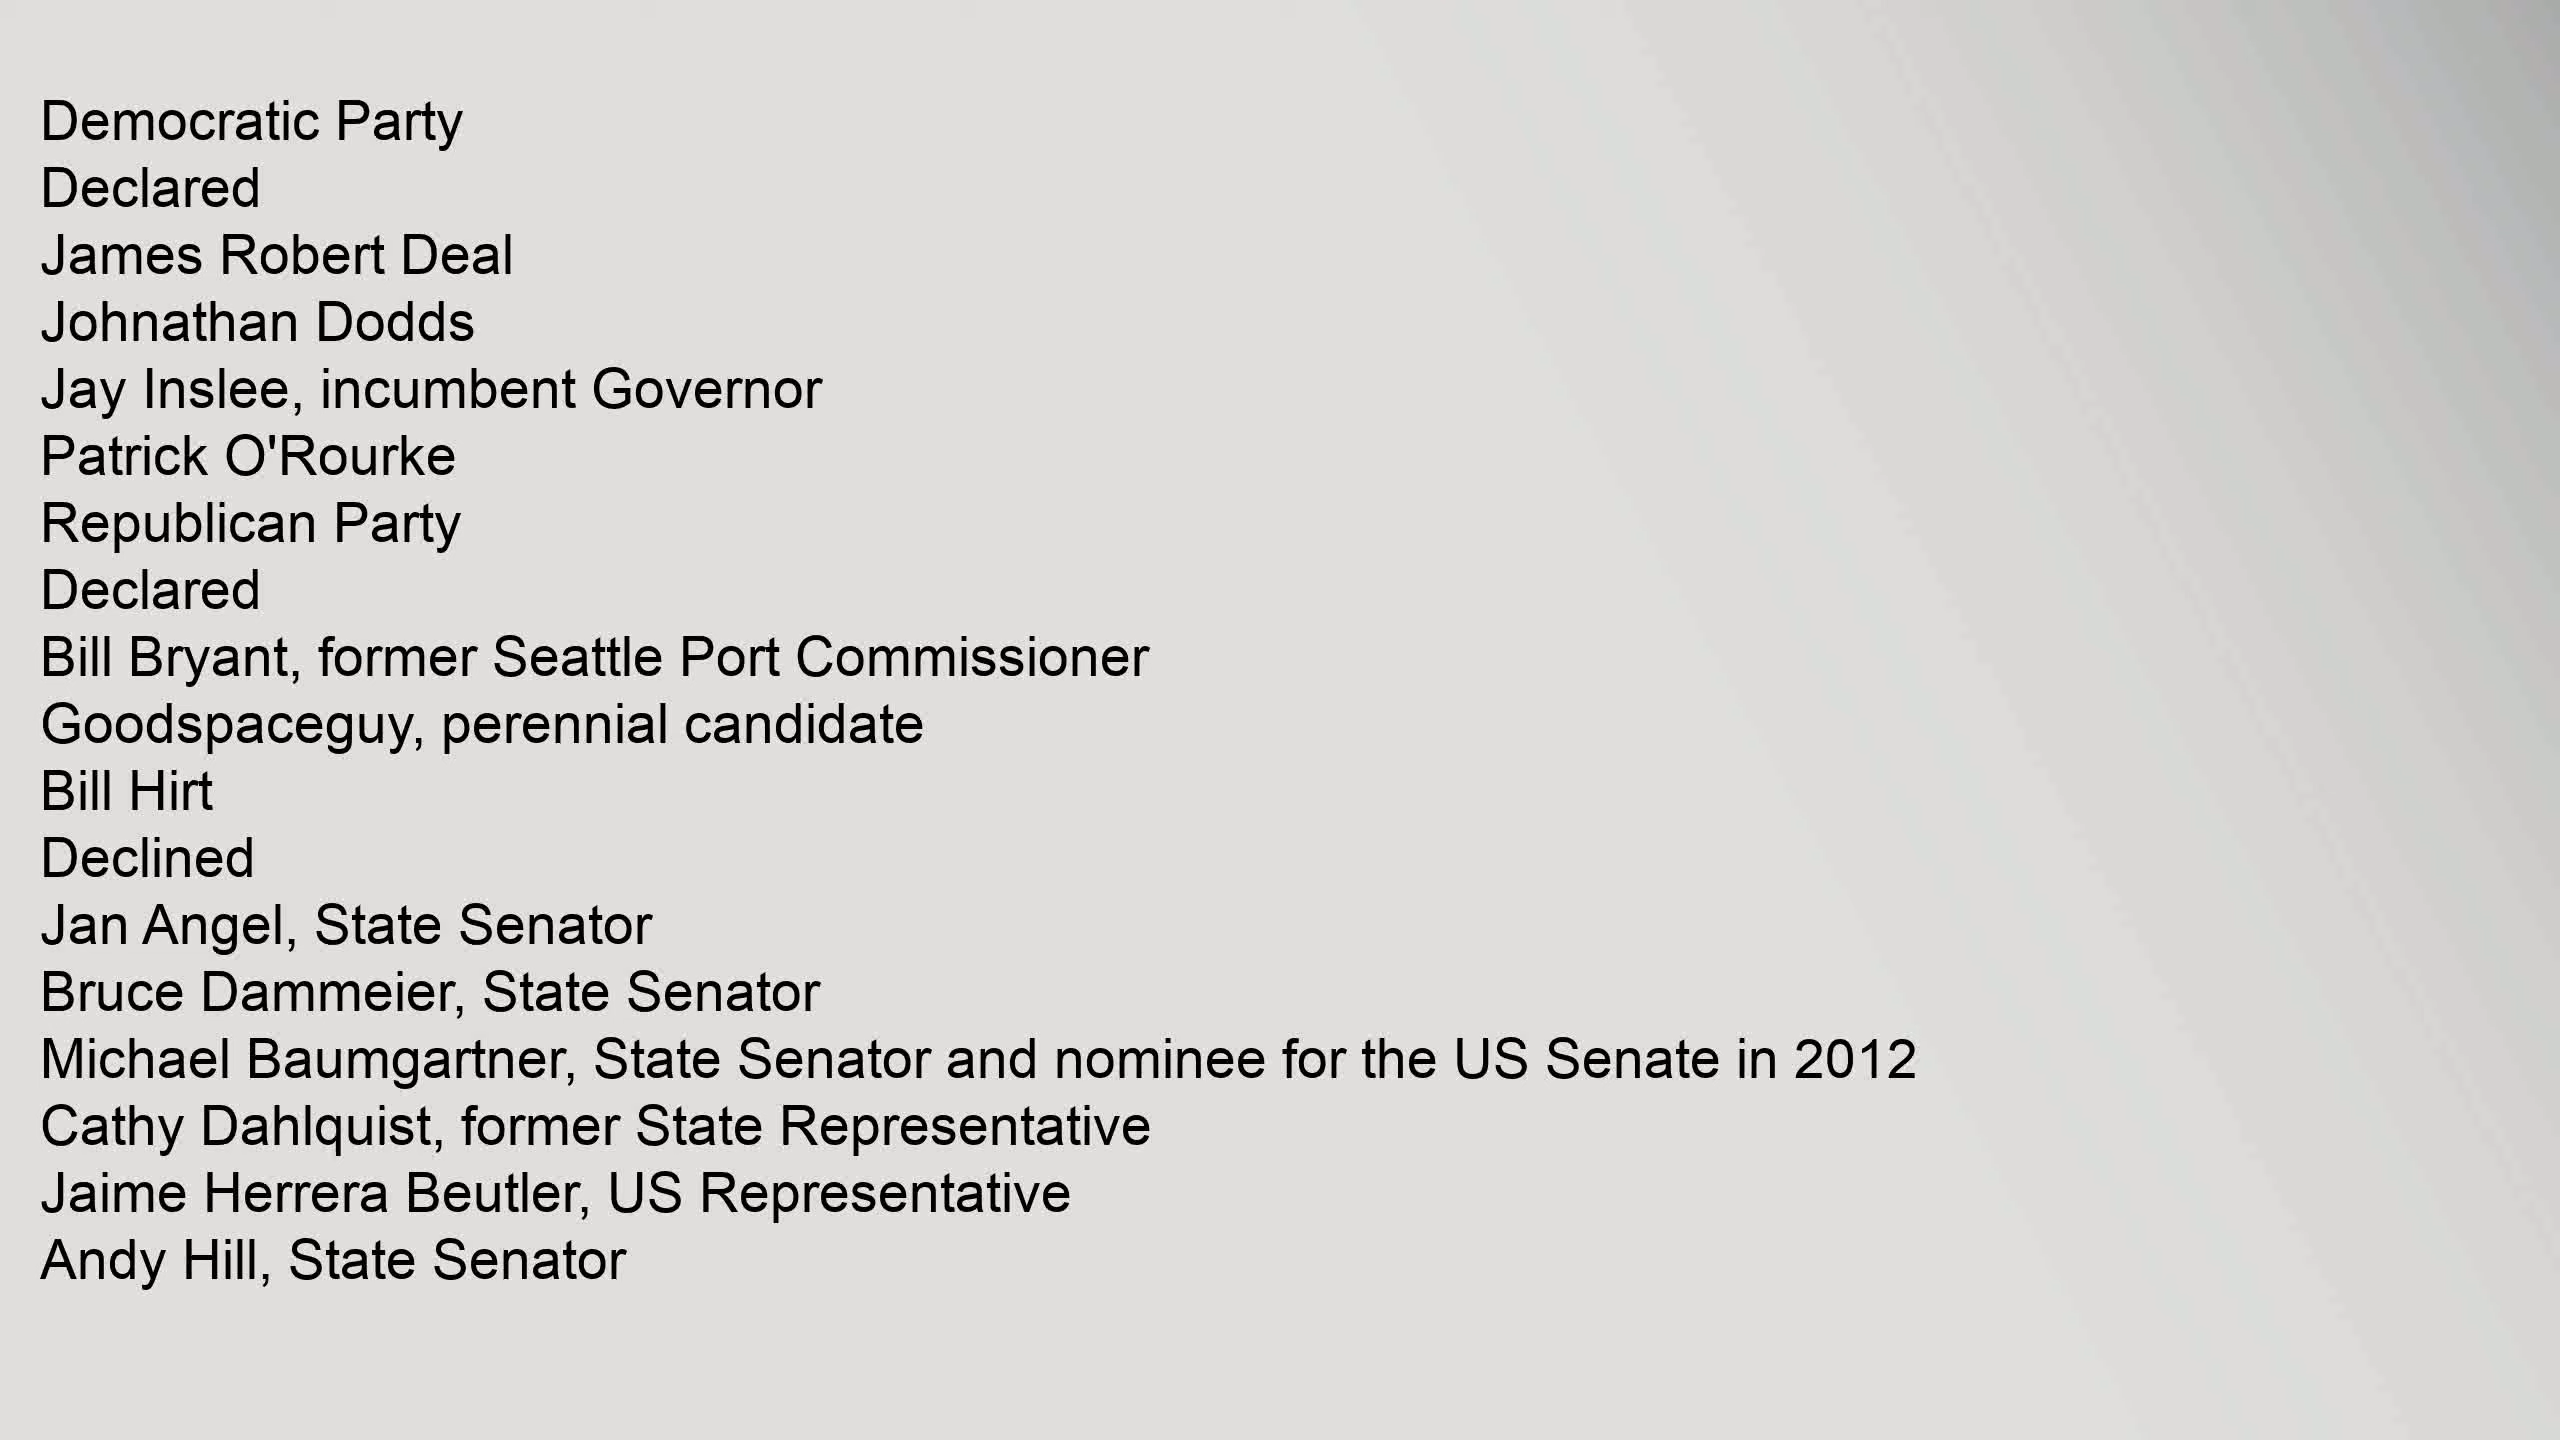 Democratic Party
Declared
James Robert Deal
Johnathan Dodds
Jay Inslee, incumbent Governor
Patrick O'Rourke
Republican Party
Declared
Bill Bryant, former Seattle Port Commissioner
Goodspaceguy, perennial candidate
Bill Hirt
Declined
Jan Angel, State Senator
Bruce Dammeier, State Senator
Michael Baumgartner, State Senator and nominee for the US Senate in 2012
Cathy Dahlquist, former State Representative
Jaime Herrera Beutler, US Representative
Andy Hill, State Senator